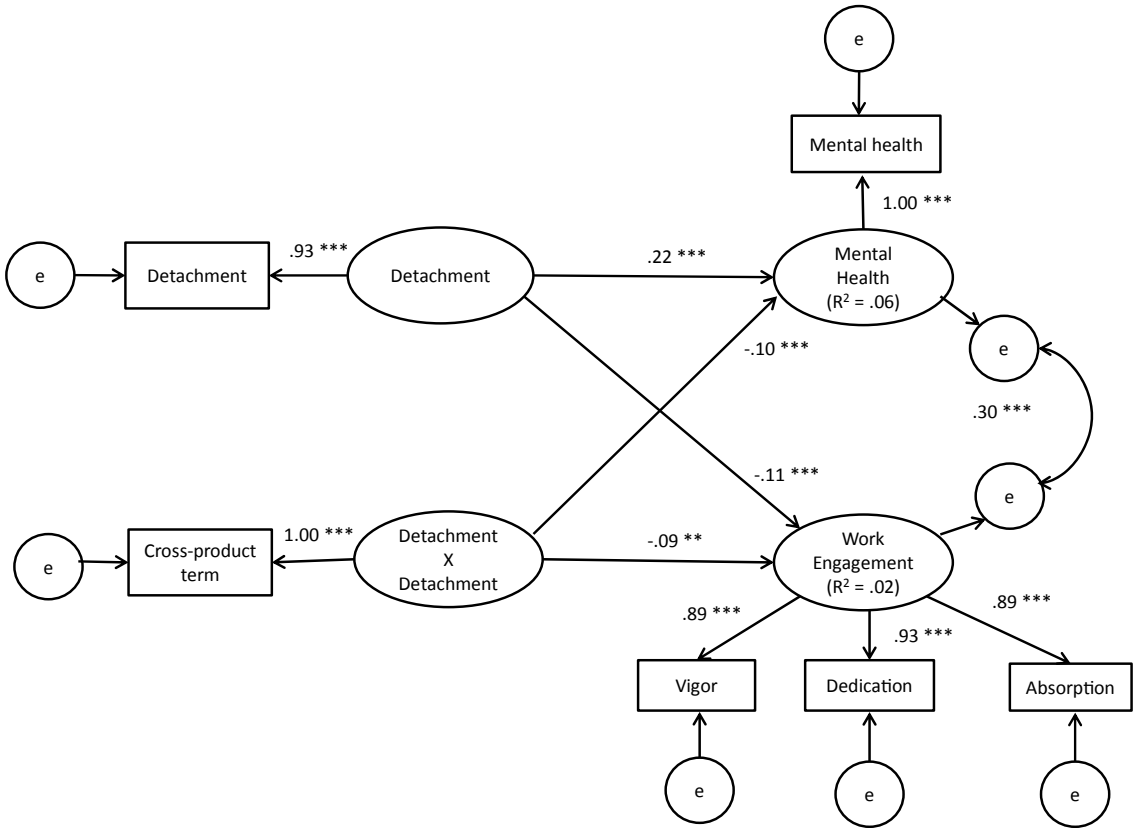 e
Mental health
1.00 ***
e
Detachment
.93 ***
Detachment
.22 ***
Mental
Health
(R² = .06)
-.10 ***
e
.30 ***
-.11 ***
e
e
Cross-product
term
1.00 ***
Detachment
X
Detachment
-.09 **
Work
Engagement
(R² = .02)
.89 ***
.93 ***
.89 ***
Vigor
Dedication
Absorption
e
e
e